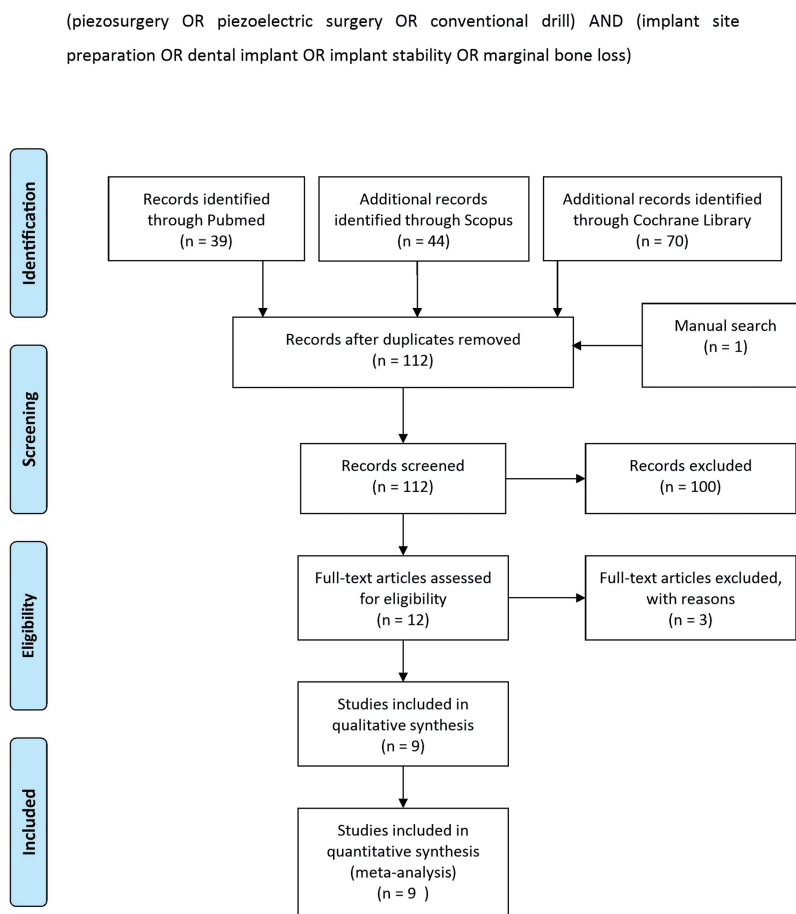 (piezosurgery OR piezoelectric surgery OR conventional drill) AND (implant site
preparation OR dental implant OR implant stability OR marginal bone loss)
Identification
Records identified
through Pubmed
(n = 39)
Additional records
identified through Scopus
(n = 44)
Additional records identified
through Cochrane Library
(n = 70)
Records after duplicates removed
(n = 112)
Manual search
(n = 1)
Screening
Records screened
(n = 112)
Records excluded
(n = 100)
Eligibility
Full-text articles assessed
for eligibility
(n = 12)
Full-text articles excluded,
with reasons
(n = 3)
Studies included in
qualitative synthesis
(n = 9)
Included
Studies included in
quantitative synthesis
(meta-analysis)
(n = 9 )